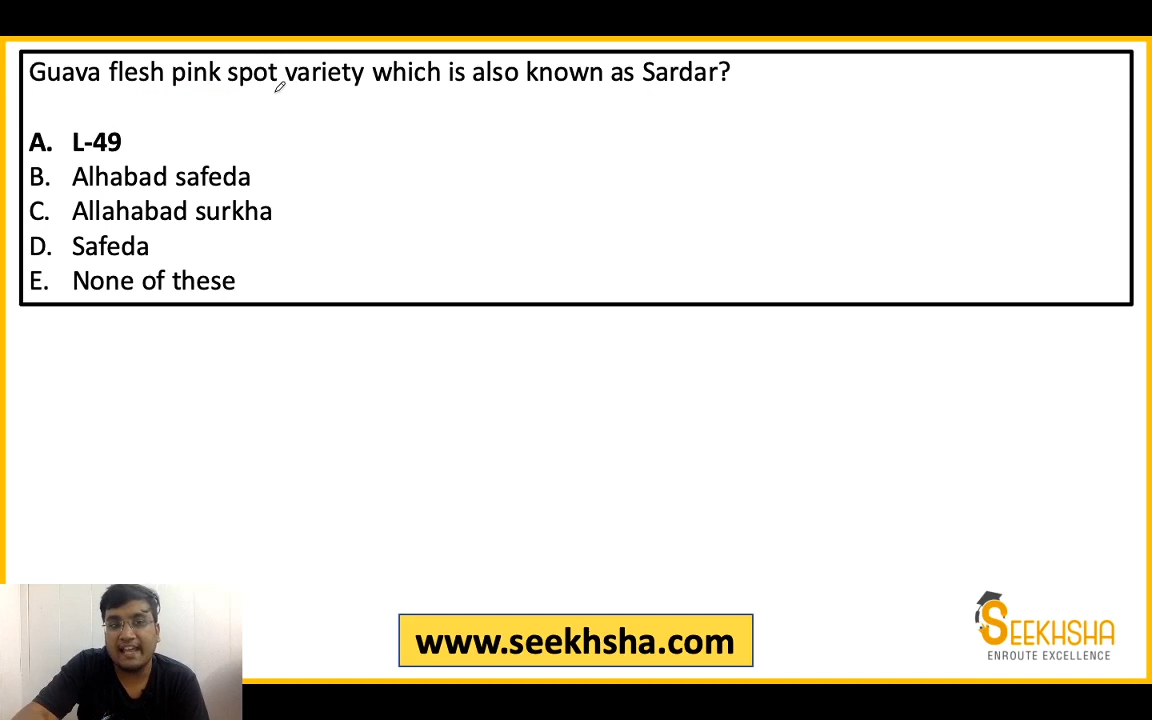 Guava flesh pink spot variety which is also known as Sardar?
A. L-49
B. Alhabad safeda
C. Allahabad surkha
D. Safeda
E. None of these
www.seekhsha.com
SEEKHSHA
ENROUTE EXCELLENCE